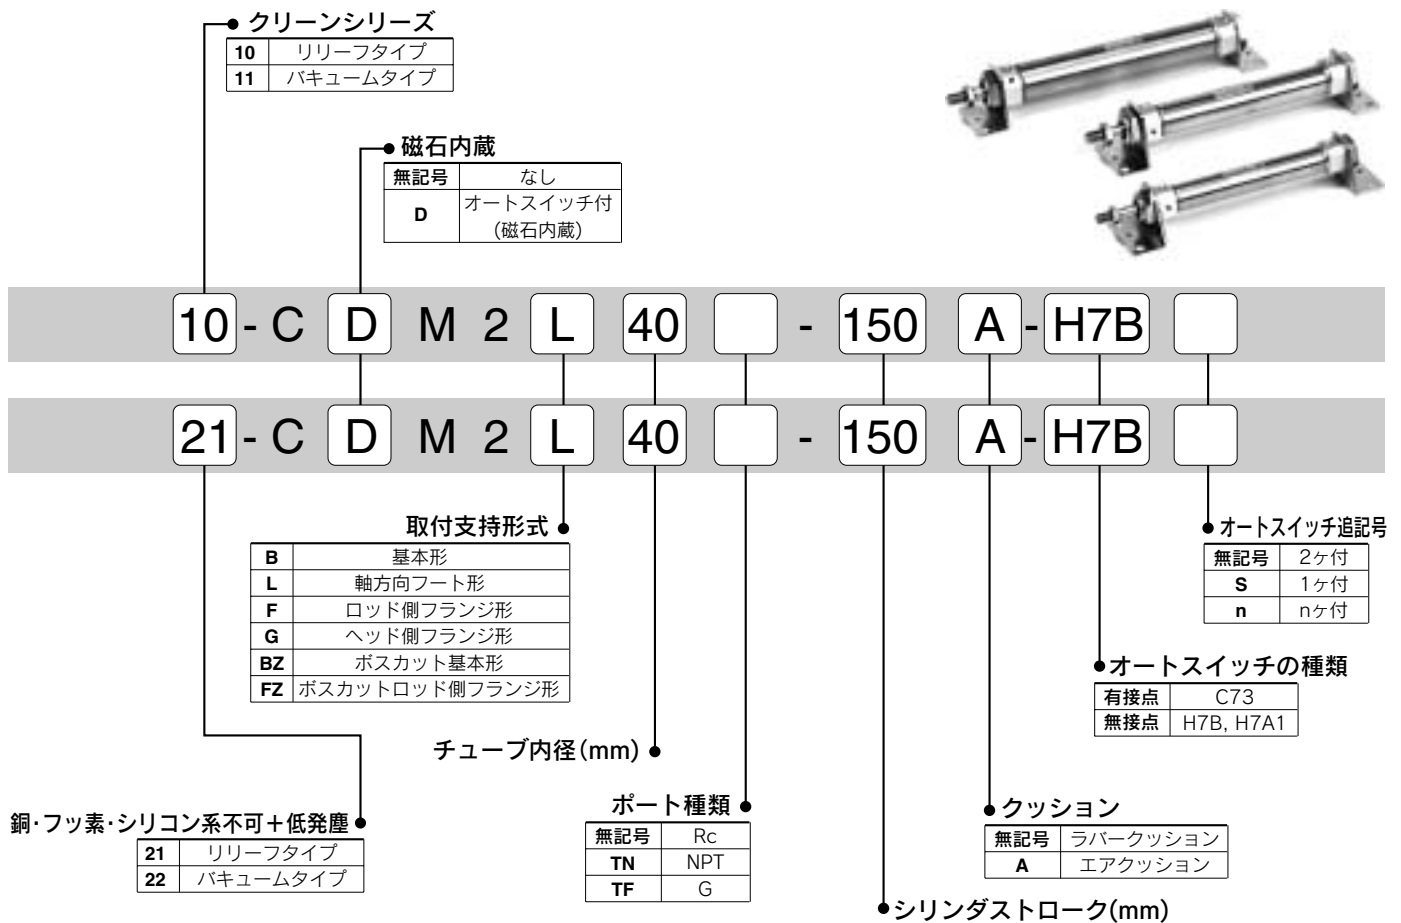 クリーンシリーズ
10 リリーフタイプ
11 バキュームタイプ
磁石内蔵
無記号 なし
D オートスイッチ付
(磁石内蔵)
10 - C D M 2 L 40 - 150 A - H7B
21 - C D M 2 L 40 - 150 A - H7B
取付支持形式
B 基本形
L 軸方向フート形
F ロッド側フランジ形
G ヘッド側フランジ形
BZ ボスカット基本形
FZ ボスカットロッド側フランジ形
オートスイッチ追記号
無記号 2ヶ付
S 1ヶ付
n nヶ付
オートスイッチの種類
有接点 C73
無接点 H7B, H7A1
チューブ内径(mm)
銅・フッ素・シリコン系不可＋低発塵
21 リリーフタイプ
22 バキュームタイプ
ポート種類
無記号 Rc
TN NPT
TF G
クッション
無記号 ラバークッション
A エアクッション
シリンダストローク(mm)